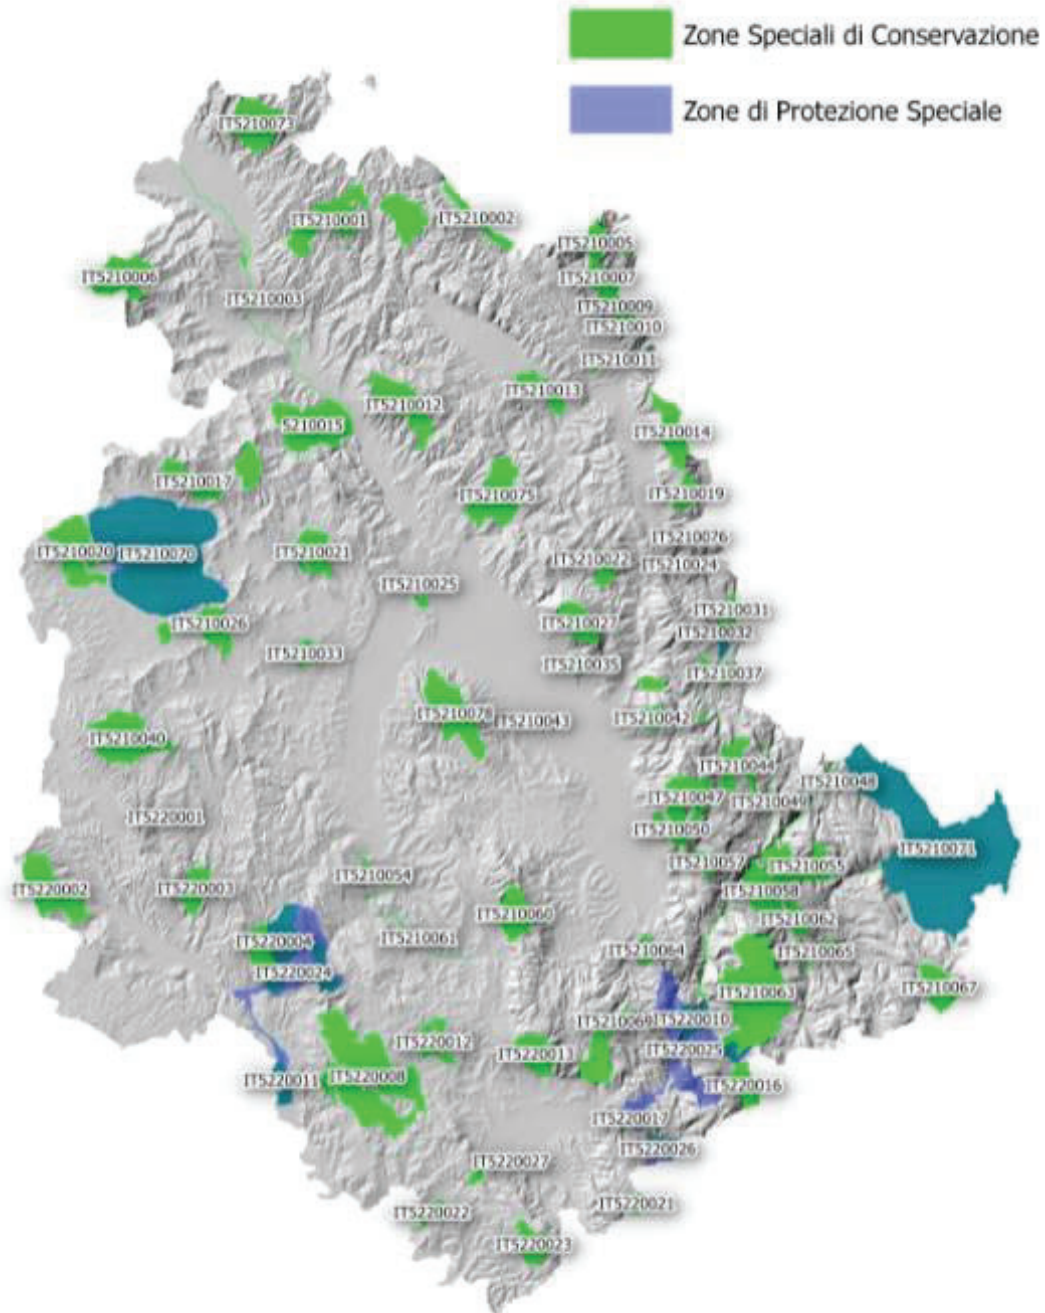 Zone Speciali di Conservazione
Zone di Protezione Speciale
IT5210073
IT5210001
IT5210002
IT5210005
IT5210006
IT5210007
IT5210003
IT5210009
IT5210010
IT5210011
IT5210013
IT5210012
5210015
IT5210014
IT5210017
IT5210075
IT5210019
IT5210076
IT5210020
IT5210070
IT5210021
IT5210022
IT5210024
IT5210025
IT5210031
IT5210026
IT5210027
IT5210032
IT5210033
IT5210035
IT5210037
IT5210078
IT5210043
IT5210042
IT5210040
IT5210044
IT5210048
IT5210047
IT5210049
IT5220001
IT5210050
IT5210071
IT5210057
IT5210055
IT5220002
IT5220003
IT5210054
IT5210058
IT5210060
IT5210062
IT5220004
IT5210061
IT5210064
IT5210065
IT5220024
IT5210063
IT5210067
IT5210069
IT5220010
IT5220012
IT5220013
IT5220025
IT5220011
IT5220008
IT5220016
IT5220017
IT5220026
IT5220027
IT5220021
IT5220022
IT5220023